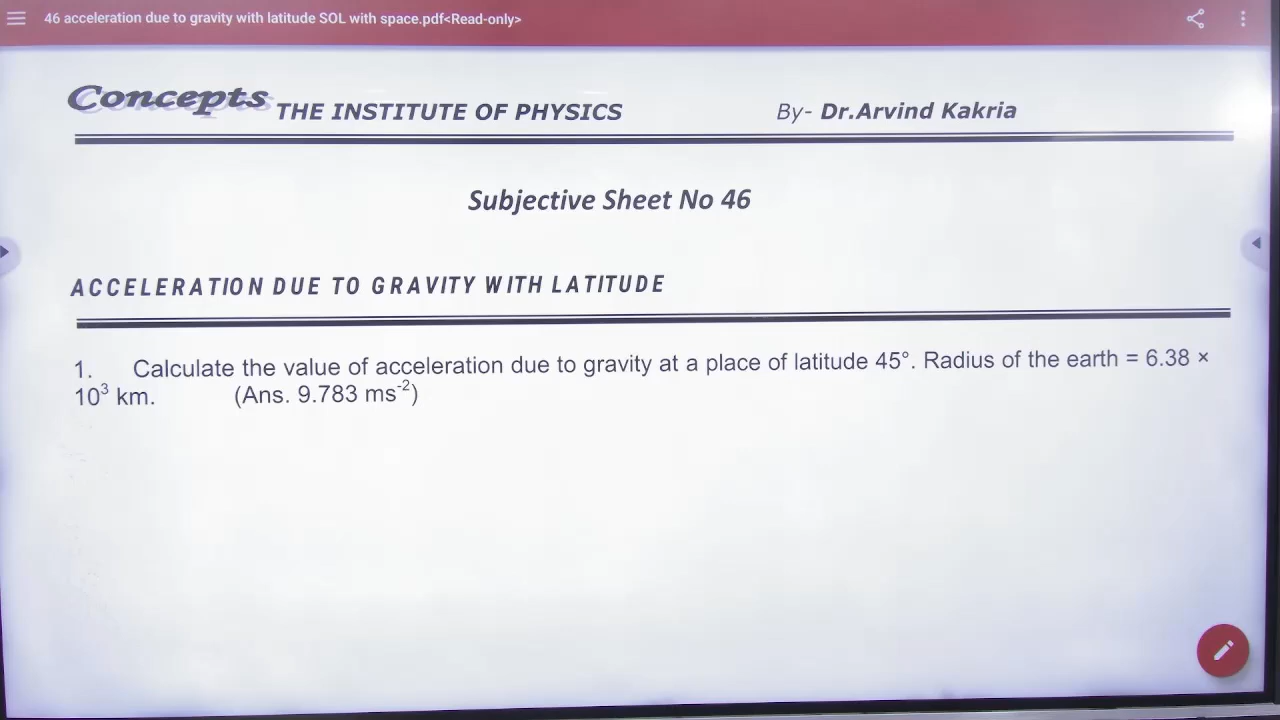 46 acceleration due to gravity with latitude SOL with space.pdf<Read-only>
Concepts THE INSTITUTE OF PHYSICS By- Dr.Arvind Kakria
Subjective Sheet No 46
ACCELERATION DUE TO GRAVITY WITH LATITUDE
1. Calculate the value of acceleration due to gravity at a place of latitude 45°. Radius of the earth = 6.38 ×
10³ km. (Ans. 9.783 ms⁻²)